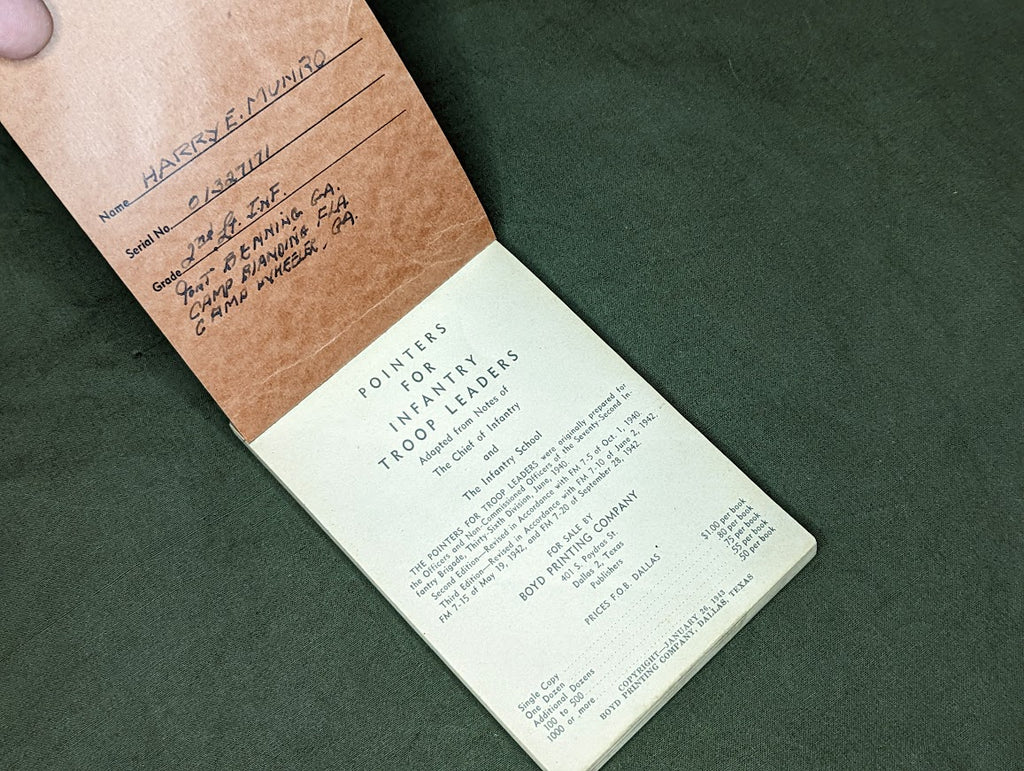 Name HARRY E. MUNRO
Serial No. 01327171
Grade 2nd Lt. INF.
FORT BENNING GA.
CAMP BLANDING FLA.
CAMP WHEELER, GA.
POINTERS
FOR
INFANTRY
TROOP LEADERS
Adapted from Notes of
The Chief of Infantry
and
The Infantry School
THE POINTERS FOR TROOP LEADERS were originally prepared for
the Officers and Non-Commissioned Officers of the Seventy-Second In-
fantry Brigade, Thirty-Sixth Division, June, 1940.
Second Edition—Revised in Accordance with FM 7-5 of Oct. 1, 1940.
Third Edition—Revised in Accordance with FM 7-10 of June 2, 1942,
FM 7-15 of May 19, 1942, and FM 7-20 of September 28, 1942.
FOR SALE BY
BOYD PRINTING COMPANY
401 S. Poydras St.
Dallas 2, Texas
Publishers
PRICES F.O.B. DALLAS
Single Copy $1.00 per book
One Dozen .80 per book
Additional Dozens .75 per book
100 to 500 .55 per book
1000 or more .50 per book
COPYRIGHT—JANUARY 26, 1943
BOYD PRINTING COMPANY, DALLAS, TEXAS